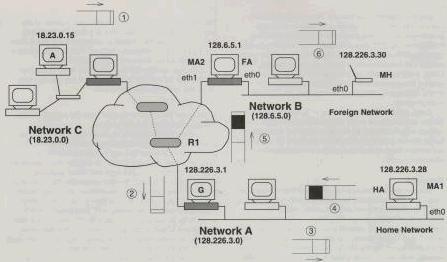 ①
18.23.0.15
A
Network C
(18.23.0.0)
128.6.5.1
MA2
FA
eth1
eth0
⑥
128.226.3.30
MH
eth0
Network B
(128.6.5.0)
Foreign Network
R1
⑤
②
128.226.3.1
G
Network A
(128.226.3.0)
④
128.226.3.28
HA
MA1
eth0
③
Home Network